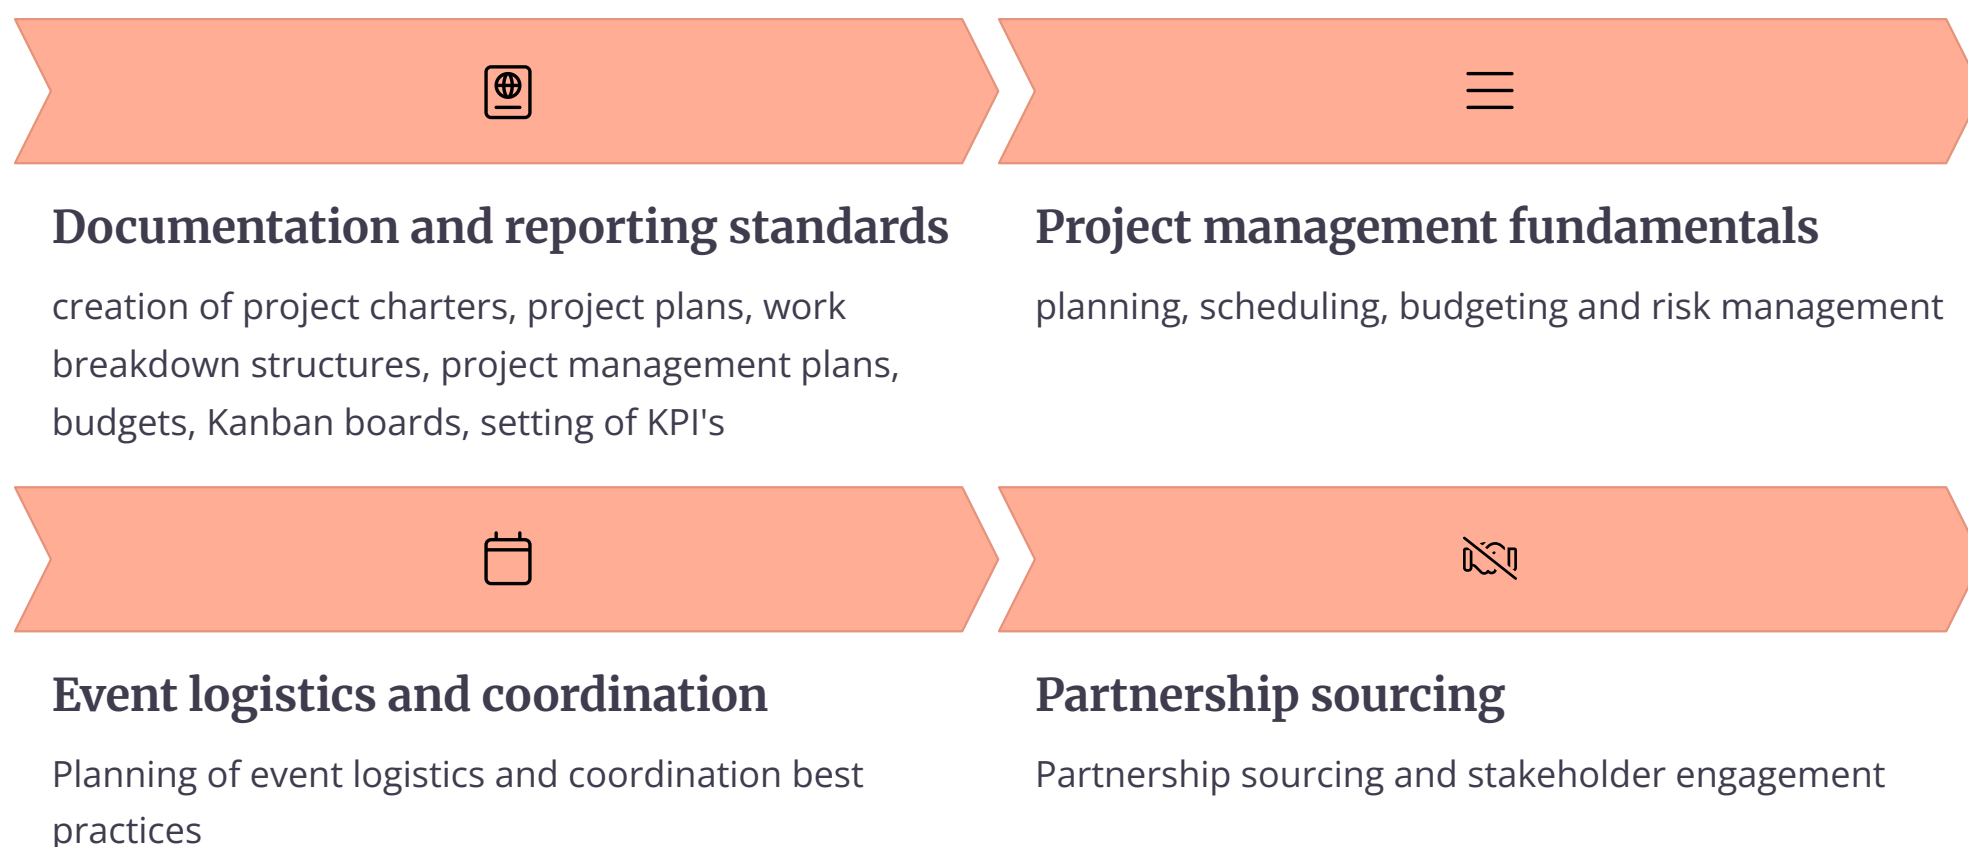 Documentation and reporting standards
creation of project charters, project plans, work
breakdown structures, project management plans,
budgets, Kanban boards, setting of KPI's
Project management fundamentals
planning, scheduling, budgeting and risk management
Event logistics and coordination
Planning of event logistics and coordination best
practices
Partnership sourcing
Partnership sourcing and stakeholder engagement